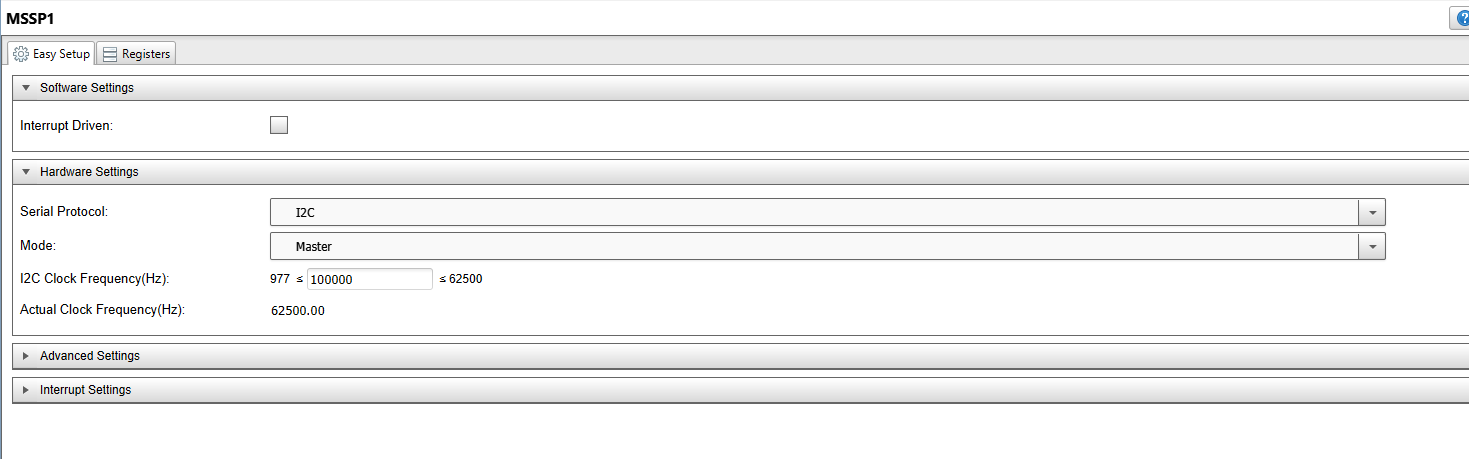 MSSP1
?
Easy Setup Registers
Software Settings
Interrupt Driven:
Hardware Settings
Serial Protocol: I2C
Mode: Master
I2C Clock Frequency(Hz): 977 ≤ 100000 ≤ 62500
Actual Clock Frequency(Hz): 62500.00
Advanced Settings
Interrupt Settings